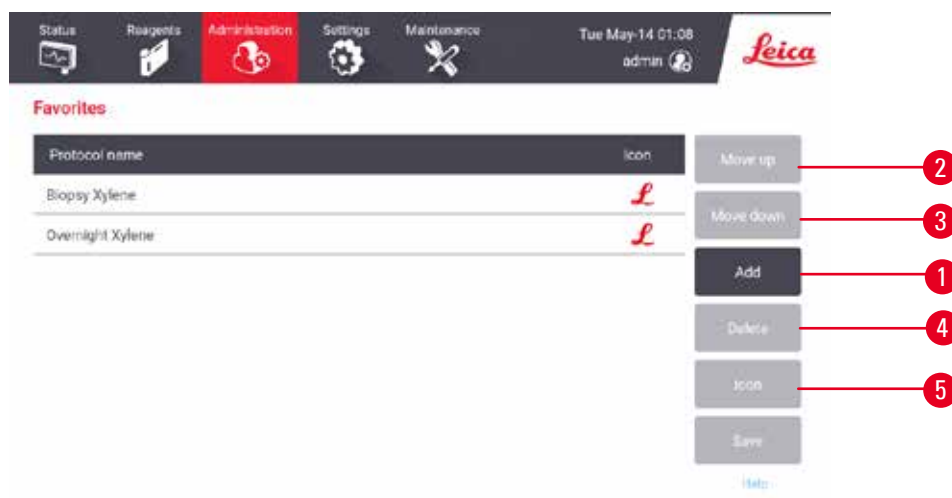 Status Reagents Administration Settings Maintenance Tue May-14 01:08
admin
Leica
Favorites
Protocol name Icon
Biopsy Xylene L
Overnight Xylene L
Move up 2
Move down 3
Add 1
Delete 4
Icon 5
Save
Help